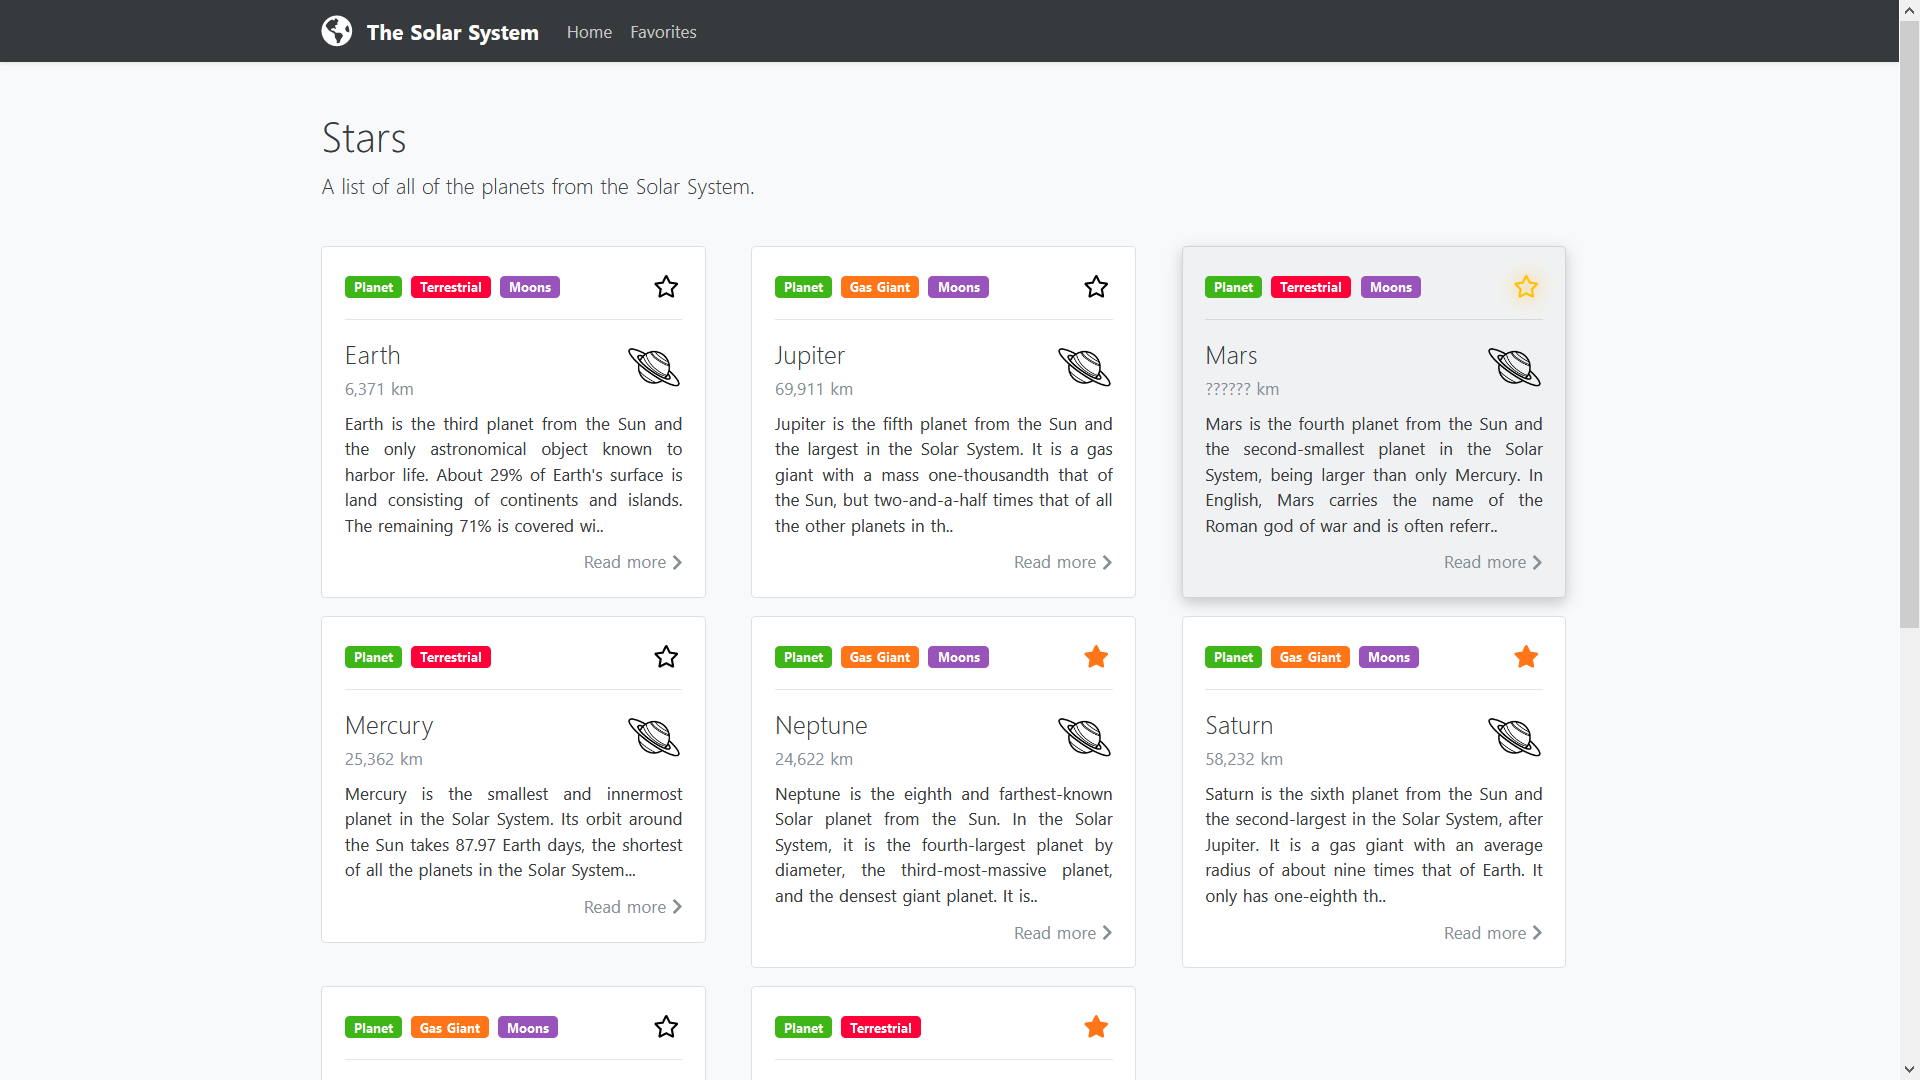 The Solar System
Home
Favorites
Stars
A list of all of the planets from the Solar System.
Planet
Terrestrial
Moons
Earth
6,371 km
Earth is the third planet from the Sun and
the only astronomical object known to
harbor life. About 29% of Earth's surface is
land consisting of continents and islands.
The remaining 71% is covered wi..
Read more
Planet
Gas Giant
Moons
Jupiter
69,911 km
Jupiter is the fifth planet from the Sun and
the largest in the Solar System. It is a gas
giant with a mass one-thousandth that of
the Sun, but two-and-a-half times that of all
the other planets in th..
Read more
Planet
Terrestrial
Moons
Mars
?????? km
Mars is the fourth planet from the Sun and
the second-smallest planet in the Solar
System, being larger than only Mercury. In
English, Mars carries the name of the
Roman god of war and is often referr..
Read more
Planet
Terrestrial
Mercury
25,362 km
Mercury is the smallest and innermost
planet in the Solar System. Its orbit around
the Sun takes 87.97 Earth days, the shortest
of all the planets in the Solar System...
Read more
Planet
Gas Giant
Moons
Neptune
24,622 km
Neptune is the eighth and farthest-known
Solar planet from the Sun. In the Solar
System, it is the fourth-largest planet by
diameter, the third-most-massive planet,
and the densest giant planet. It is..
Read more
Planet
Gas Giant
Moons
Saturn
58,232 km
Saturn is the sixth planet from the Sun and
the second-largest in the Solar System, after
Jupiter. It is a gas giant with an average
radius of about nine times that of Earth. It
only has one-eighth th..
Read more
Planet
Gas Giant
Moons
Planet
Terrestrial